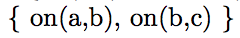 { on(a,b), on(b,c) }